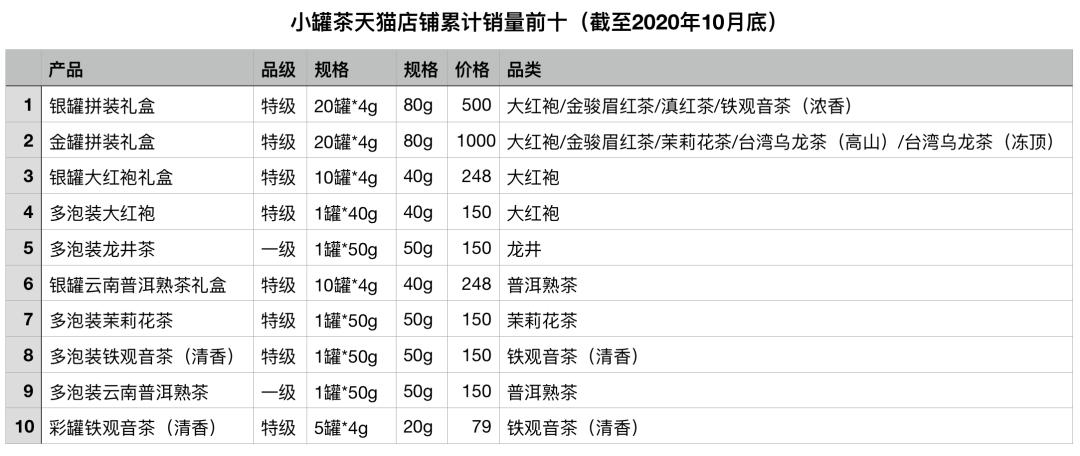 小罐茶天猫店铺累计销量前十（截至2020年10月底）
产品 品级 规格 规格 价格 品类
1 银罐拼装礼盒 特级 20罐*4g 80g 500 大红袍/金骏眉红茶/滇红茶/铁观音茶（浓香）
2 金罐拼装礼盒 特级 20罐*4g 80g 1000 大红袍/金骏眉红茶/茉莉花茶/台湾乌龙茶（高山）/台湾乌龙茶（冻顶）
3 银罐大红袍礼盒 特级 10罐*4g 40g 248 大红袍
4 多泡装大红袍 特级 1罐*40g 40g 150 大红袍
5 多泡装龙井茶 一级 1罐*50g 50g 150 龙井
6 银罐云南普洱熟茶礼盒 特级 10罐*4g 40g 248 普洱熟茶
7 多泡装茉莉花茶 特级 1罐*50g 50g 150 茉莉花茶
8 多泡装铁观音茶（清香） 特级 1罐*50g 50g 150 铁观音茶（清香）
9 多泡装云南普洱熟茶 一级 1罐*50g 50g 150 普洱熟茶
10 彩罐铁观音茶（清香） 特级 5罐*4g 20g 79 铁观音茶（清香）